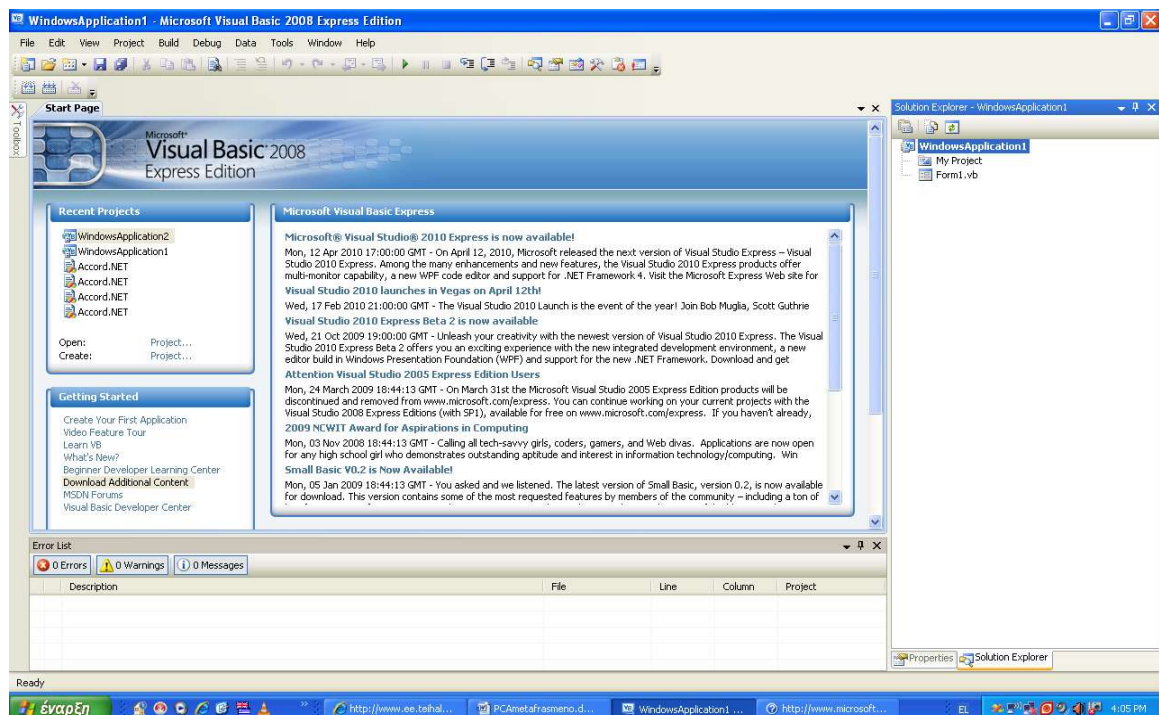 WindowsApplication1 - Microsoft Visual Basic 2008 Express Edition
File Edit View Project Build Debug Data Tools Window Help
Toolbox
Start Page
Microsoft®
Visual Basic® 2008
Express Edition
Recent Projects
WindowsApplication2
WindowsApplication1
Accord.NET
Accord.NET
Accord.NET
Accord.NET
Open: Project...
Create: Project...
Getting Started
Create Your First Application
Video Feature Tour
Learn VB
What's New?
Beginner Developer Learning Center
Download Additional Content
MSDN Forums
Visual Basic Developer Center
Microsoft Visual Basic Express
Microsoft® Visual Studio® 2010 Express is now available!
Mon, 12 Apr 2010 17:00:00 GMT - On April 12, 2010, Microsoft released the next version of Visual Studio Express – Visual
Studio 2010 Express. Among the many enhancements and new features, the Visual Studio 2010 Express products offer
multi-monitor capability, a new WPF code editor and support for .NET Framework 4. Visit the Microsoft Express Web site for
Visual Studio 2010 launches in Vegas on April 12th!
Wed, 17 Feb 2010 21:00:00 GMT - The Visual Studio 2010 Launch is the event of the year! Join Bob Muglia, Scott Guthrie
Visual Studio 2010 Express Beta 2 is now available
Wed, 21 Oct 2009 19:00:00 GMT - Unleash your creativity with the newest version of Visual Studio 2010 Express. The Visual
Studio 2010 Express Beta 2 offers you an exciting experience with the new integrated development environment, a new
editor build in Windows Presentation Foundation (WPF) and support for the new .NET Framework. Download and get
Attention Visual Studio 2005 Express Edition Users
Mon, 24 March 2009 18:44:13 GMT - On March 31st the Microsoft Visual Studio 2005 Express Edition products will be
discontinued and removed from www.microsoft.com/express. You can continue working on your current projects with the
Visual Studio 2008 Express Editions (with SP1), available for free on www.microsoft.com/express. If you haven't already,
2009 NCWIT Award for Aspirations in Computing
Mon, 03 Nov 2008 18:44:13 GMT - Calling all tech-savvy girls, coders, gamers, and Web divas. Applications are now open
for any high school girl who demonstrates outstanding aptitude and interest in information technology/computing. Win
Small Basic V0.2 is Now Available!
Mon, 05 Jan 2009 18:44:13 GMT - You asked and we listened. The latest version of Small Basic, version 0.2, is now available
for download. This version contains some of the most requested features by members of the community – including a ton of
Solution Explorer - WindowsApplication1
WindowsApplication1
My Project
Form1.vb
Error List
0 Errors 0 Warnings 0 Messages
Description File Line Column Project
Properties Solution Explorer
Ready
έναρξη
http://www.ee.teihal...
PCAmetafrasmeno.d...
WindowsApplication1 ...
http://www.microsoft...
EL
4:05 PM